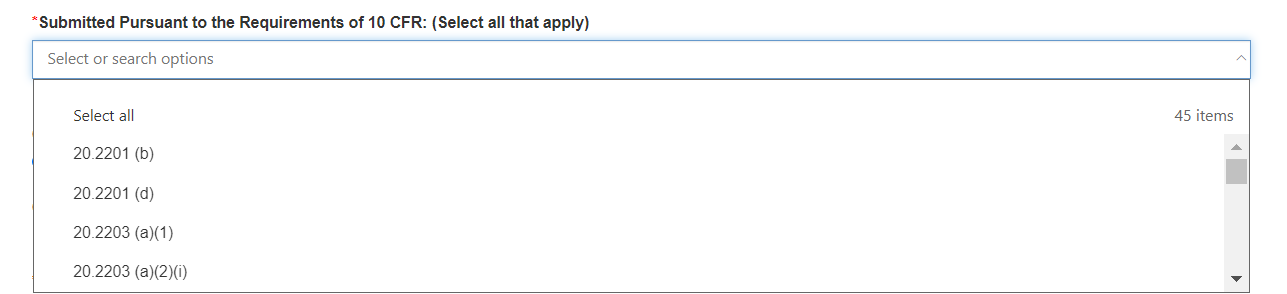 *Submitted Pursuant to the Requirements of 10 CFR: (Select all that apply)
Select or search options
Select all 45 items
20.2201 (b)
20.2201 (d)
20.2203 (a)(1)
20.2203 (a)(2)(i)